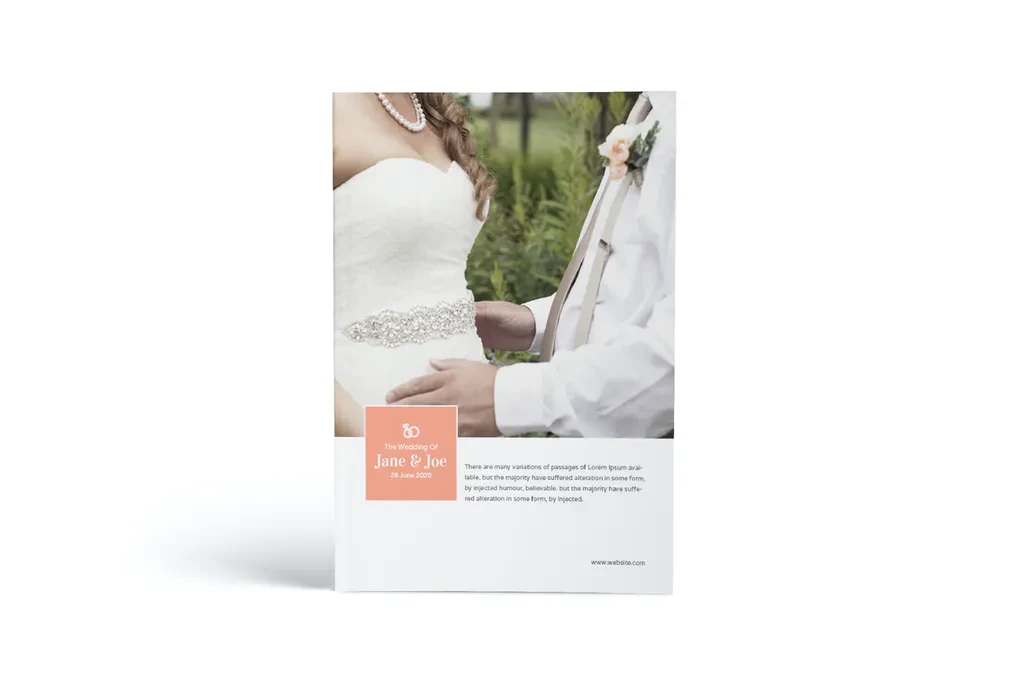 The Wedding Of
Jane & Joe
28 June 2020
There are many variations of passages of Lorem Ipsum avai-
lable, but the majority have suffered alteration in some form,
by injected humour, believable. but the majority have suffe-
red alteration in some form, by injected.
www.website.com